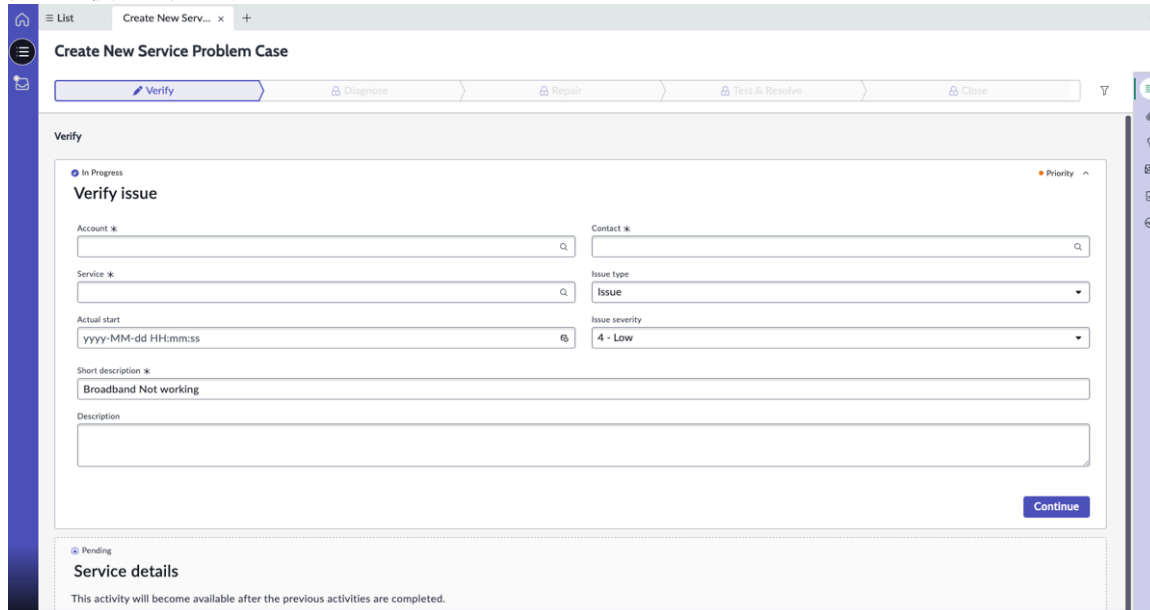 List
Create New Serv... × +
Create New Service Problem Case
Verify
Diagnose
Repair
Test & Resolve
Close
Verify
In Progress
Priority
Verify issue
Account *
Contact *
Service *
Issue type
Issue
Actual start
Issue severity
yyyy-MM-dd HH:mm:ss
4 - Low
Short description *
Broadband Not working
Description
Continue
Pending
Service details
This activity will become available after the previous activities are completed.